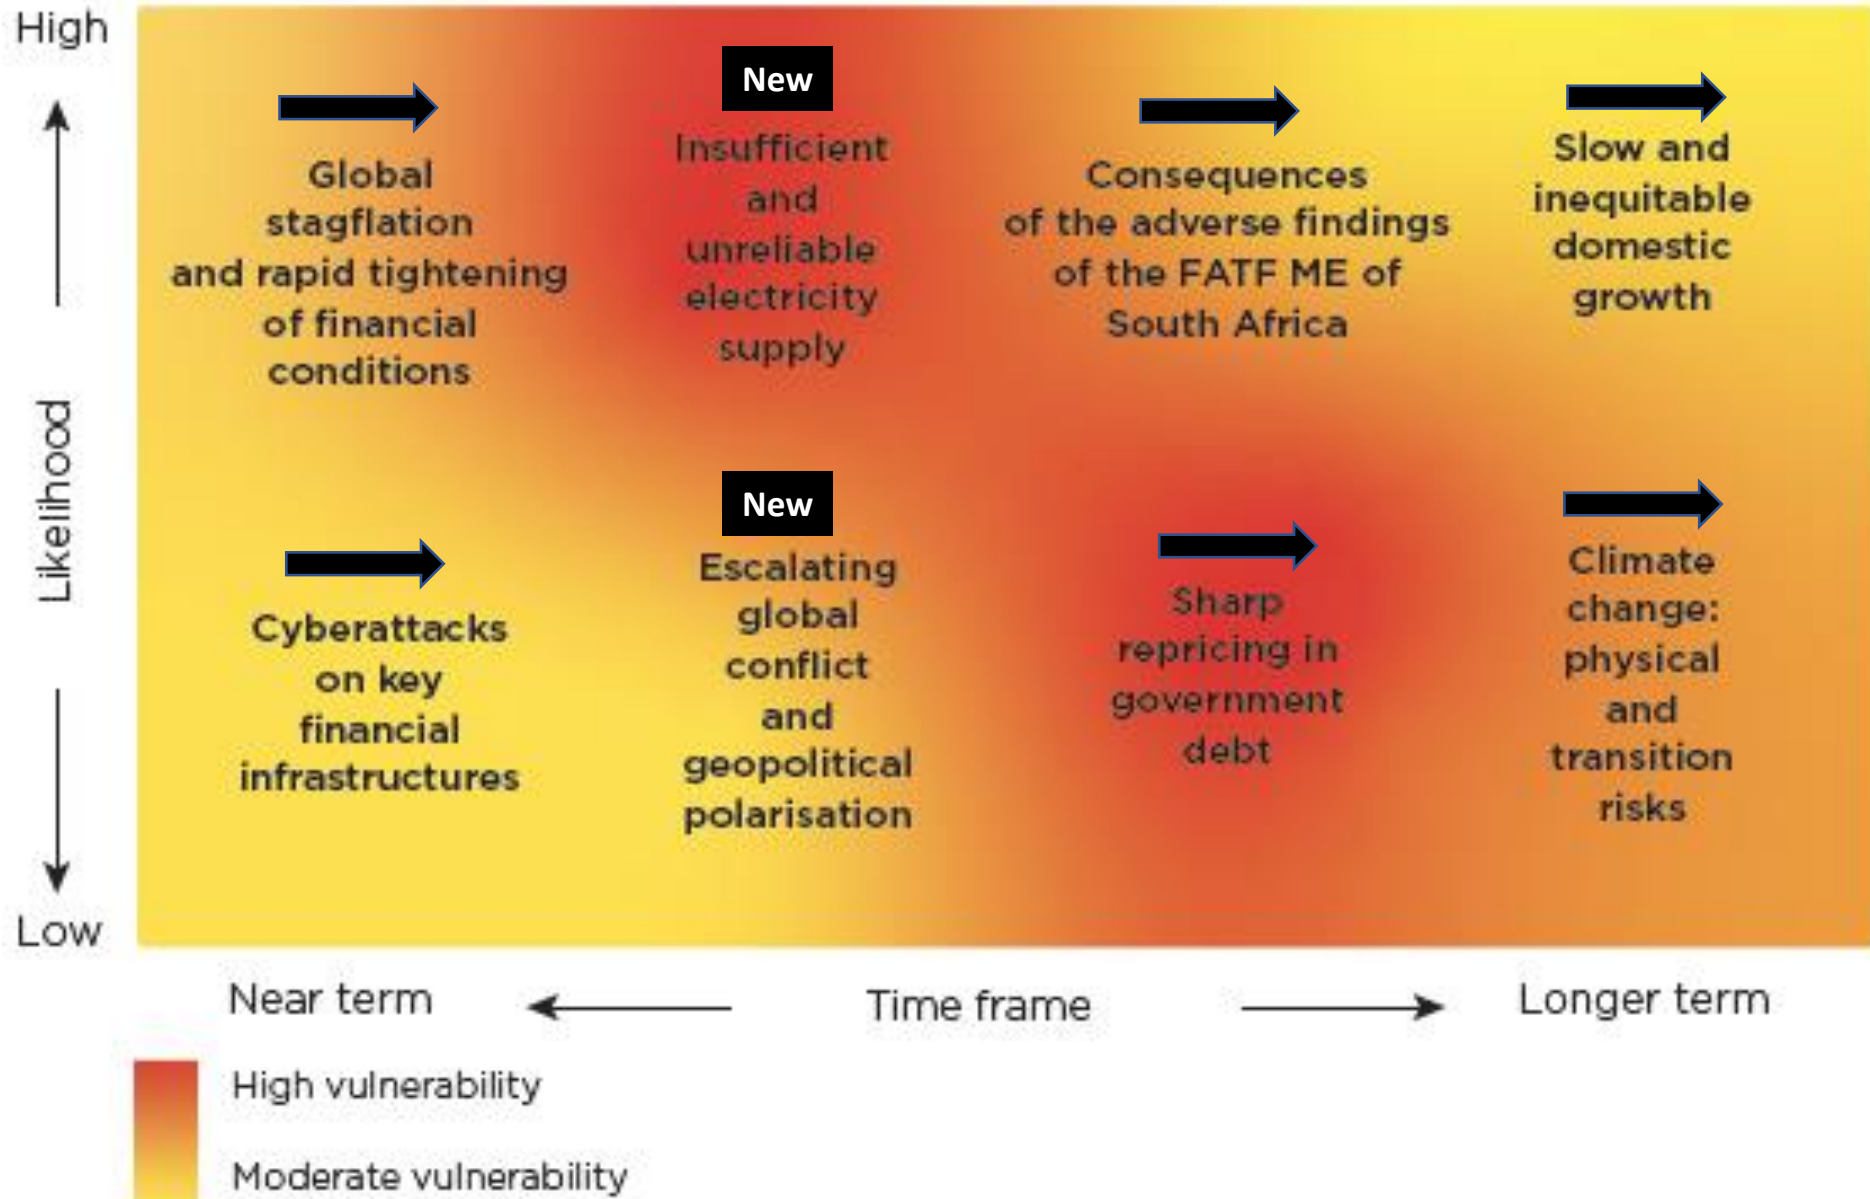 High
New
Global
stagflation
and rapid tightening
of financial
conditions
Insufficient
and
unreliable
electricity
supply
Consequences
of the adverse findings
of the FATF ME of
South Africa
Slow and
inequitable
domestic
growth
Likelihood
New
Cyberattacks
on key
financial
infrastructures
Escalating
global
conflict
and
geopolitical
polarisation
Sharp
repricing in
government
debt
Climate
change:
physical
and
transition
risks
Low
Near term
Time frame
Longer term
High vulnerability
Moderate vulnerability